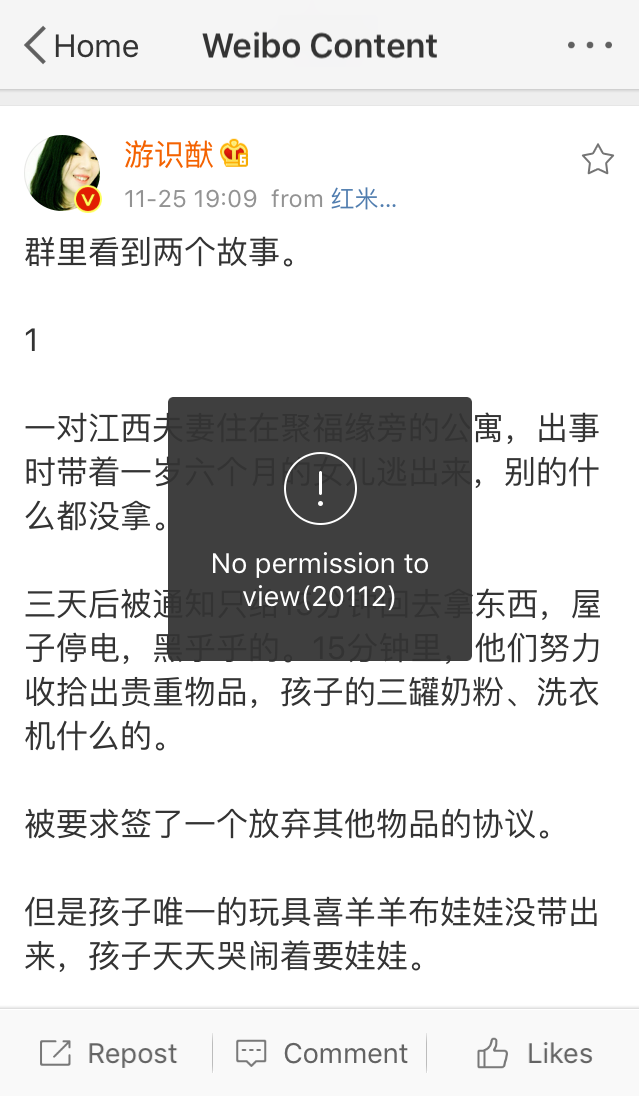 Home
Weibo Content
游识猷
11-25 19:09 from 红米...
群里看到两个故事。
1
一对江西夫妻住在聚福缘旁的公寓，出事
时带着一岁六个月的女儿逃出来，别的什
么都没拿。
No permission to
view(20112)
三天后被通知只给15分钟回去拿东西，屋
子停电，黑乎乎的。15分钟里，他们努力
收拾出贵重物品，孩子的三罐奶粉、洗衣
机什么的。
被要求签了一个放弃其他物品的协议。
但是孩子唯一的玩具喜羊羊布娃娃没带出
来，孩子天天哭闹着要娃娃。
Repost
Comment
Likes